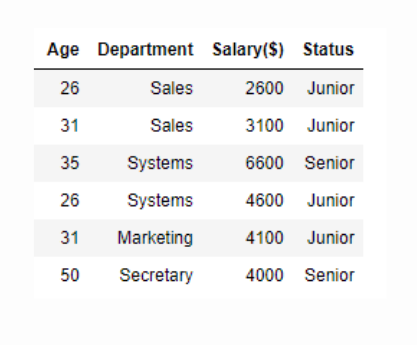 Age Department Salary($) Status
26 Sales 2600 Junior
31 Sales 3100 Junior
35 Systems 6600 Senior
26 Systems 4600 Junior
31 Marketing 4100 Junior
50 Secretary 4000 Senior